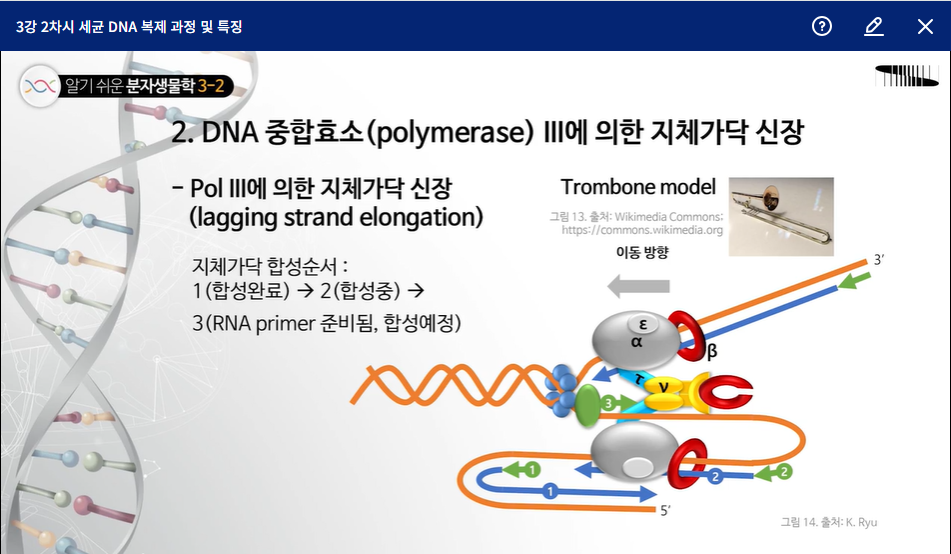 3강 2차시 세균 DNA 복제 과정 및 특징
알기 쉬운 분자생물학 3-2
2. DNA 중합효소(polymerase) III에 의한 지체가닥 신장
- Pol III에 의한 지체가닥 신장
(lagging strand elongation)
지체가닥 합성순서 :
1(합성완료) → 2(합성중) →
3(RNA primer 준비됨, 합성예정)
Trombone model
그림 13. 출처: Wikimedia Commons:
https://commons.wikimedia.org
이동 방향
3′
ε
α
β
τ
ν
3
1
2
2
1
5′
그림 14. 출처: K. Ryu